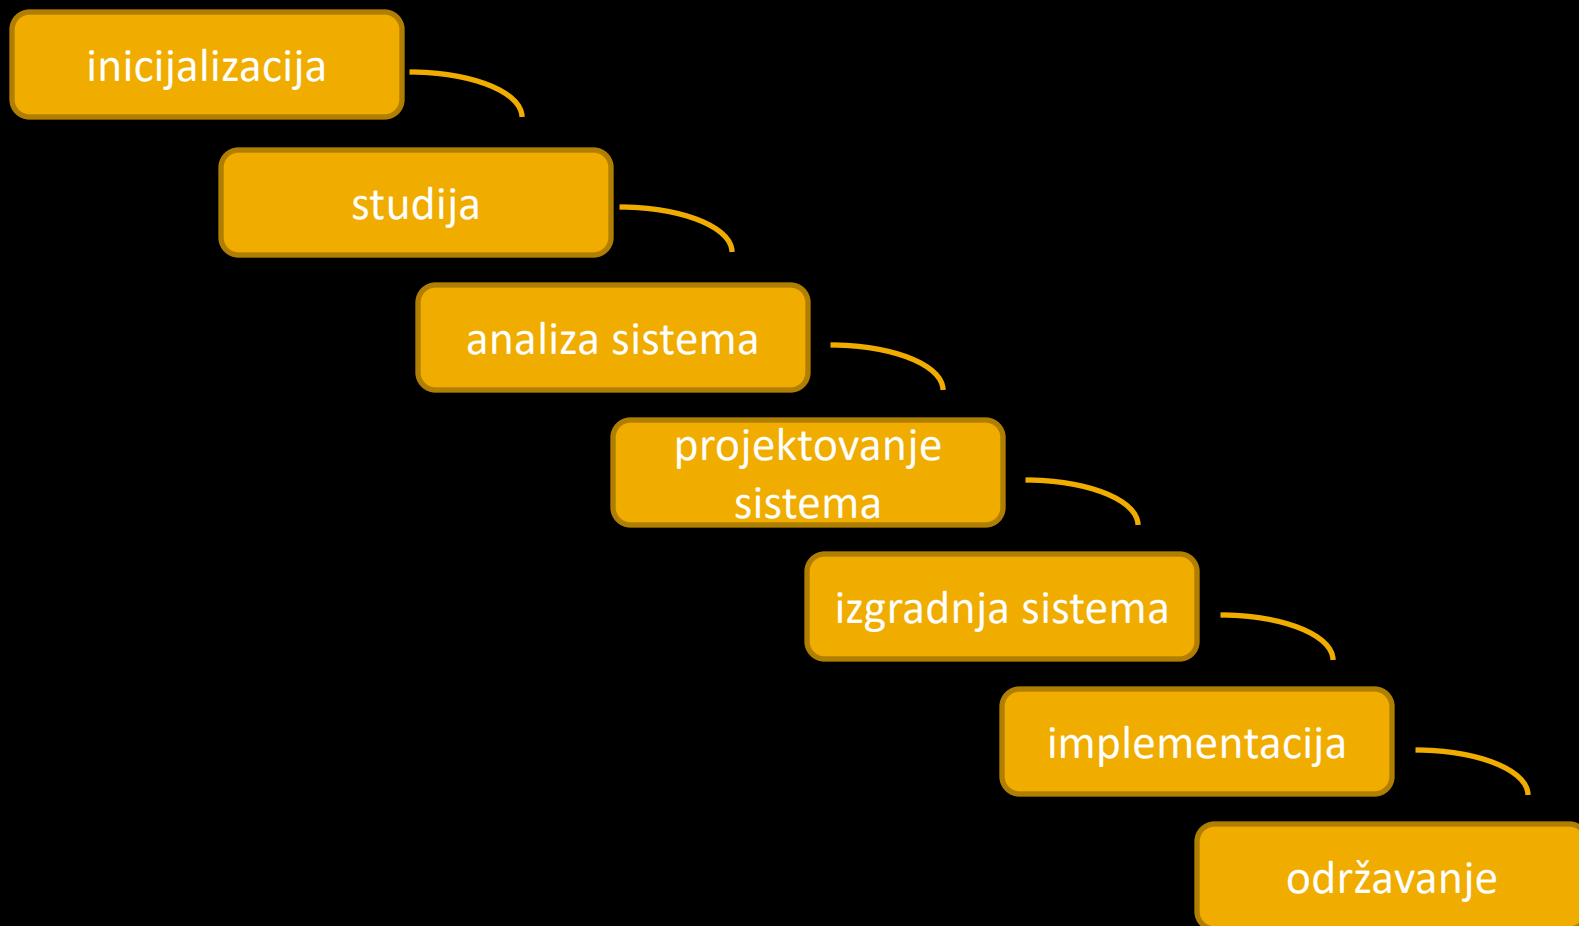 inicijalizacija
studija
analiza sistema
projektovanje
sistema
izgradnja sistema
implementacija
održavanje